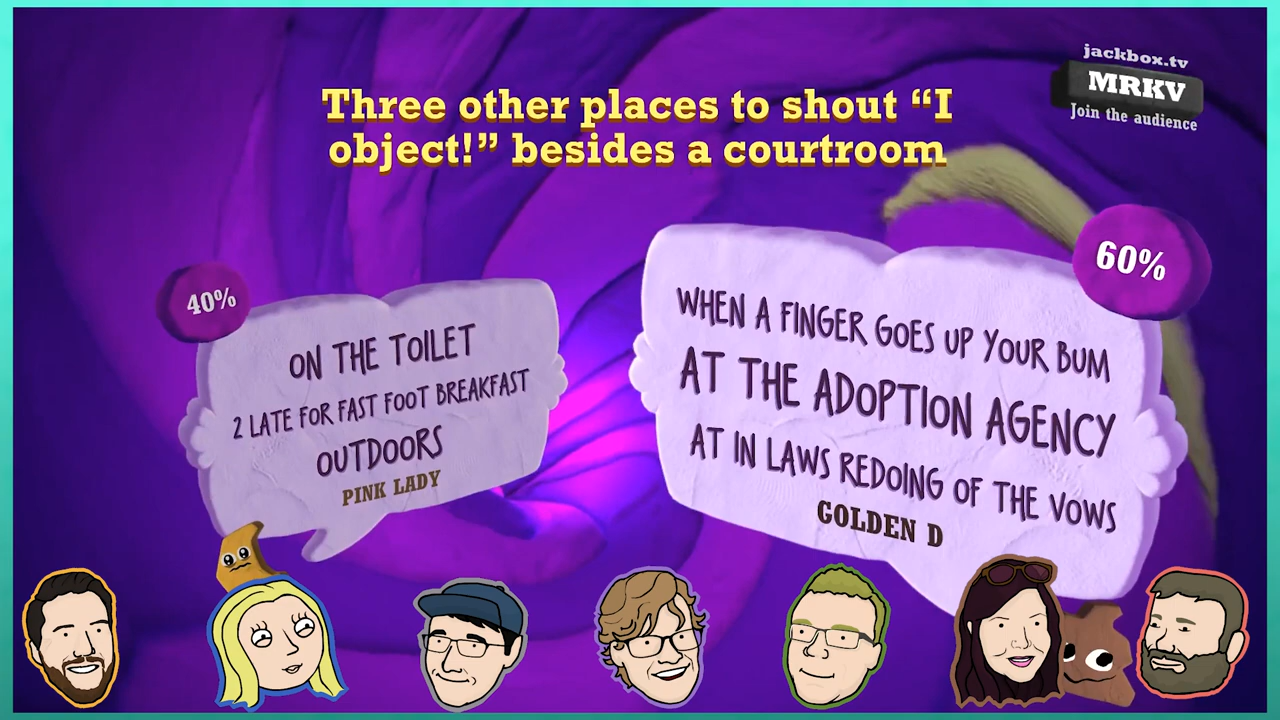 jackbox.tv
MRKV
Join the audience
Three other places to shout “I
object!” besides a courtroom
40%
ON THE TOILET
2 LATE FOR FAST FOOT BREAKFAST
OUTDOORS
PINK LADY
60%
WHEN A FINGER GOES UP YOUR BUM
AT THE ADOPTION AGENCY
AT IN LAWS REDOING OF THE VOWS
GOLDEN D